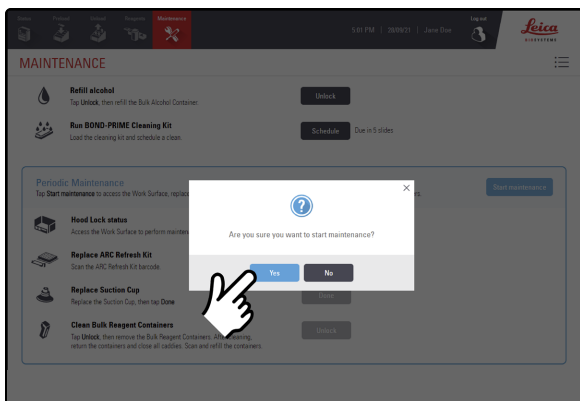 Status Preload Unload Reagents Maintenance
5:01 PM | 28/09/21 | Jane Doe
Log out
Leica
BIOSYSTEMS
MAINTENANCE
Refill alcohol
Tap Unlock, then refill the Bulk Alcohol Container.
Unlock
Run BOND-PRIME Cleaning Kit
Load the cleaning kit and schedule a clean.
Schedule Due in 5 slides
Periodic Maintenance
Tap Start maintenance to access the Work Surface, replace
rs.
Start maintenance
Hood Lock status
Access the Work Surface to perform mainten
Replace ARC Refresh Kit
Scan the ARC Refresh Kit barcode
Replace Suction Cup
Replace the Suction Cup, then tap Done
Done
Clean Bulk Reagent Containers
Tap Unlock, then remove the Bulk Reagent Containers. After cleaning,
return the containers and close all caddies. Scan and refill the containers.
Unlock
Are you sure you want to start maintenance?
Yes No